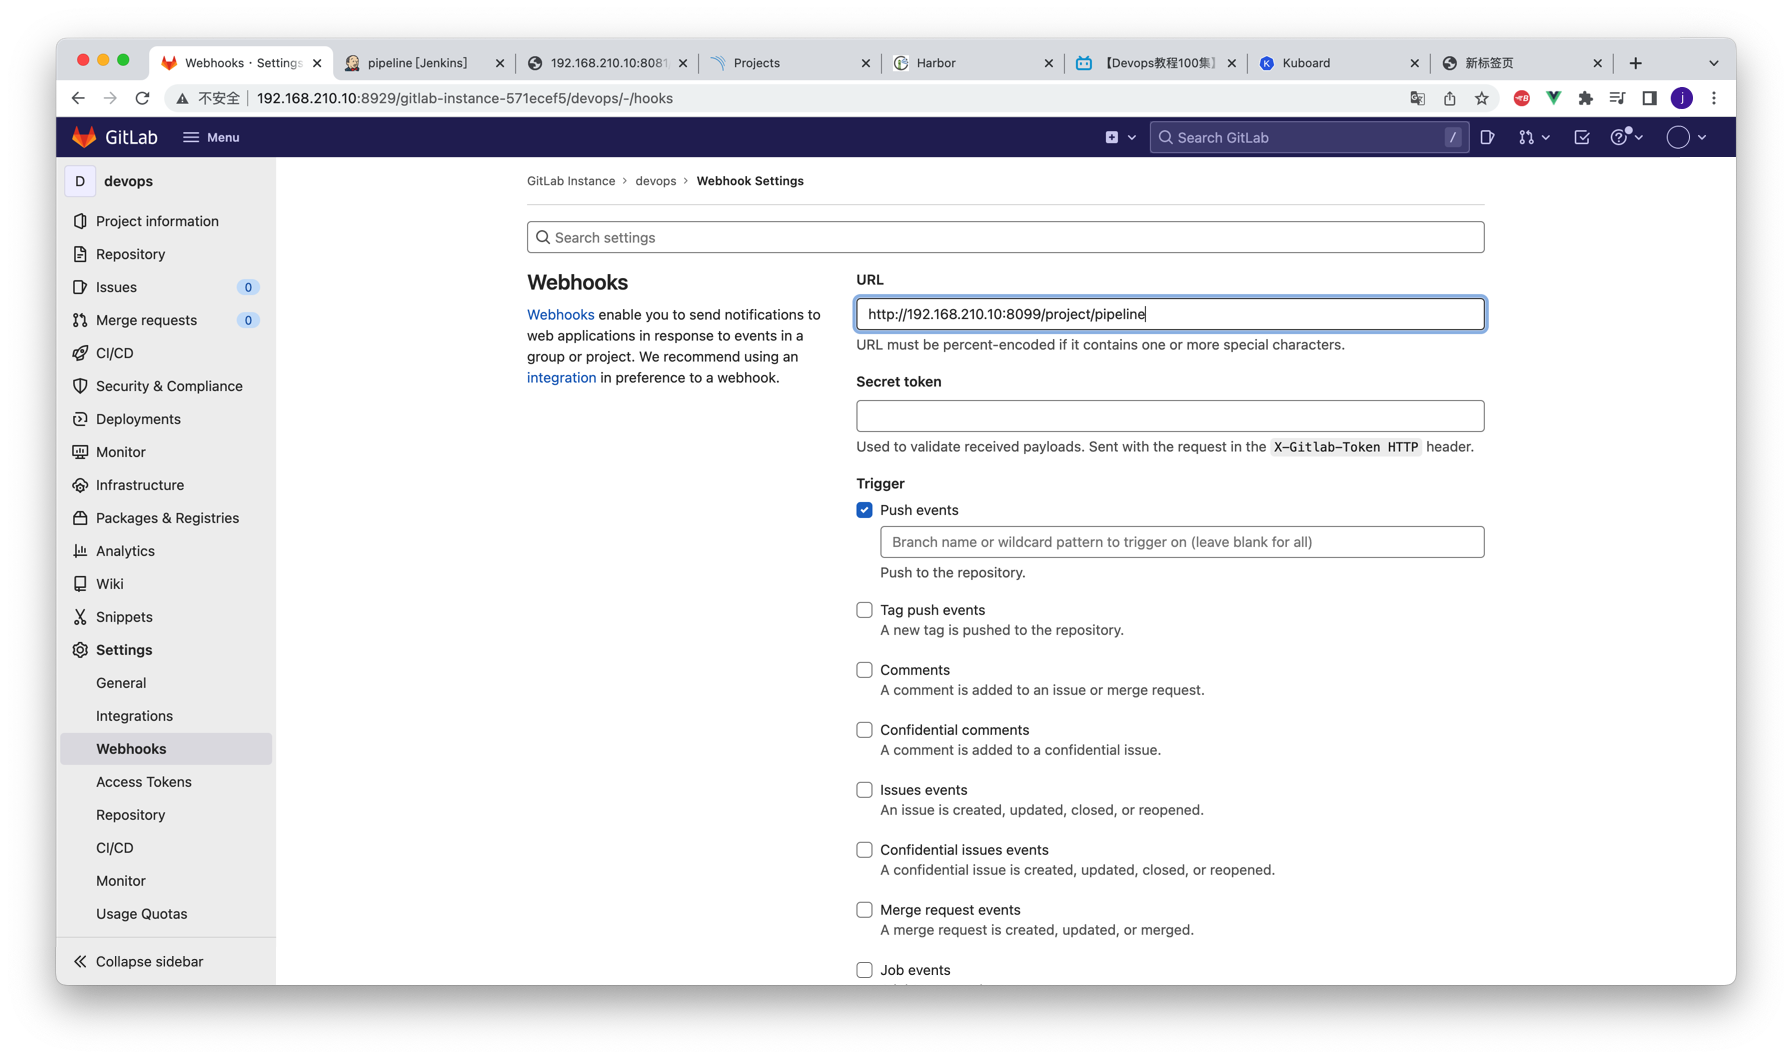 Webhooks · Settings
pipeline [Jenkins]
192.168.210.10:8081
Projects
Harbor
【Devops教程100集】
Kuboard
新标签页
不安全
192.168.210.10:8929/gitlab-instance-571ecef5/devops/-/hooks
j
GitLab
Menu
Search GitLab
/
D
devops
Project information
Repository
Issues 0
Merge requests 0
CI/CD
Security & Compliance
Deployments
Monitor
Infrastructure
Packages & Registries
Analytics
Wiki
Snippets
Settings
General
Integrations
Webhooks
Access Tokens
Repository
CI/CD
Monitor
Usage Quotas
Collapse sidebar
GitLab Instance › devops › Webhook Settings
Search settings
Webhooks
Webhooks enable you to send notifications to
web applications in response to events in a
group or project. We recommend using an
integration in preference to a webhook.
URL
http://192.168.210.10:8099/project/pipeline
URL must be percent-encoded if it contains one or more special characters.
Secret token
Used to validate received payloads. Sent with the request in the X-Gitlab-Token HTTP header.
Trigger
Push events
Branch name or wildcard pattern to trigger on (leave blank for all)
Push to the repository.
Tag push events
A new tag is pushed to the repository.
Comments
A comment is added to an issue or merge request.
Confidential comments
A comment is added to a confidential issue.
Issues events
An issue is created, updated, closed, or reopened.
Confidential issues events
A confidential issue is created, updated, closed, or reopened.
Merge request events
A merge request is created, updated, or merged.
Job events